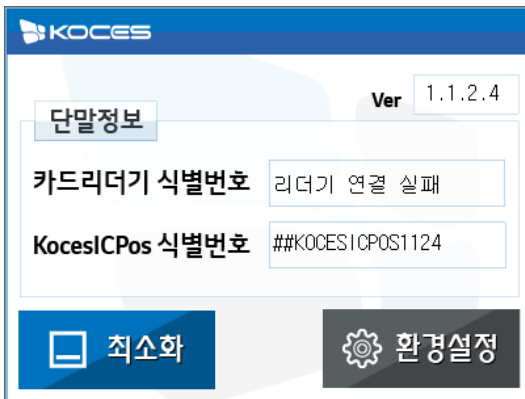 KOCES
Ver 1.1.2.4
단말정보
카드리더기 식별번호 리더기 연결 실패
KocesICPos 식별번호 ##KOCESICPOS1124
최소화 환경설정